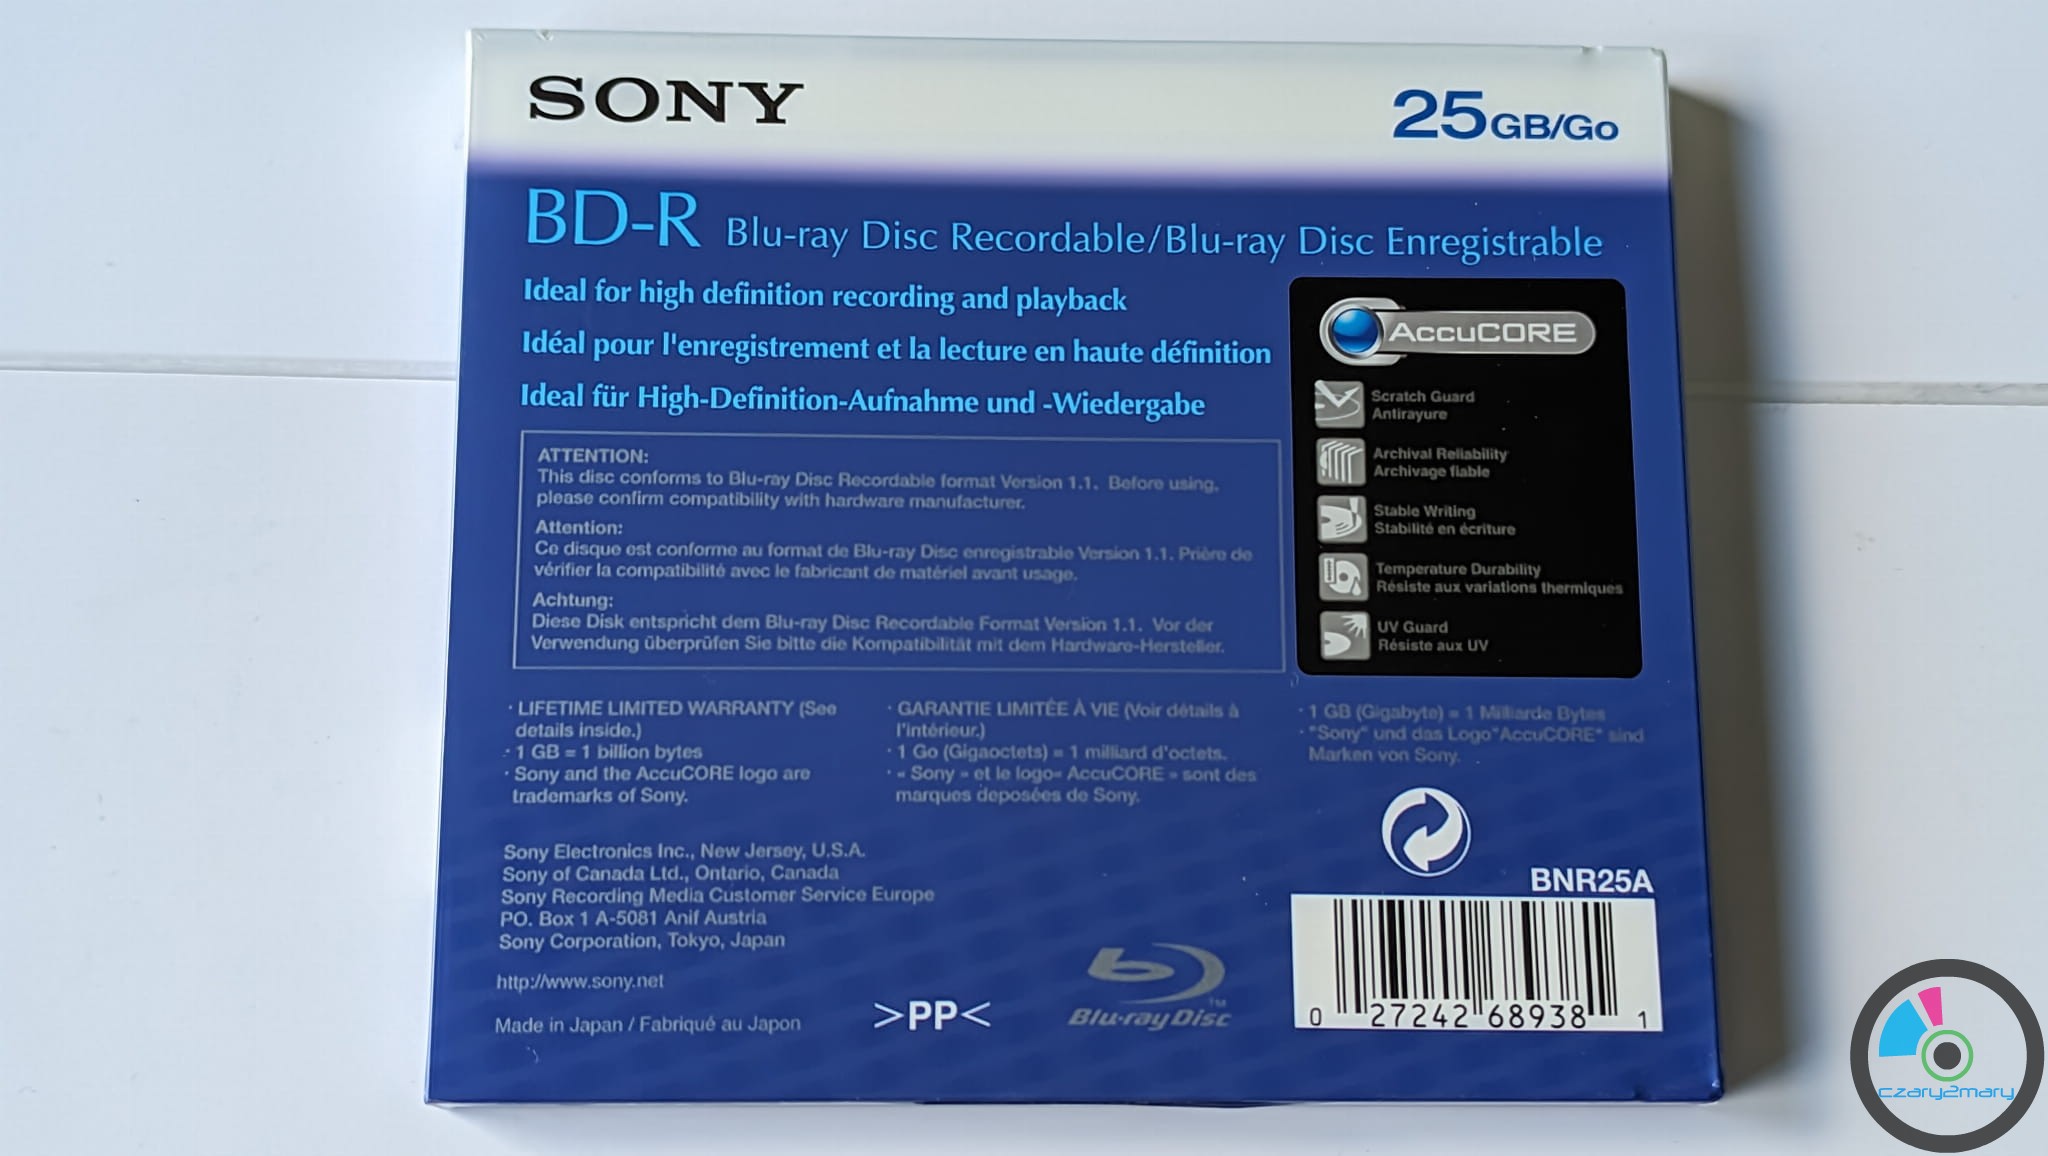 SONY
25GB/Go
BD-R Blu-ray Disc Recordable/Blu-ray Disc Enregistrable
Ideal for high definition recording and playback
Idéal pour l'enregistrement et la lecture en haute définition
Ideal für High-Definition-Aufnahme und -Wiedergabe
ATTENTION:
This disc conforms to Blu-ray Disc Recordable format Version 1.1. Before using,
please confirm compatibility with hardware manufacturer.
Attention:
Ce disque est conforme au format de Blu-ray Disc enregistrable Version 1.1. Prière de
vérifier la compatibilité avec le fabricant de matériel avant usage.
Achtung:
Diese Disk entspricht dem Blu-ray Disc Recordable Format Version 1.1. Vor der
Verwendung überprüfen Sie bitte die Kompatibilität mit dem Hardware-Hersteller.
AccuCORE
Scratch Guard
Antirayure
Archival Reliability
Archivage fiable
Stable Writing
Stabilité en écriture
Temperature Durability
Résiste aux variations thermiques
UV Guard
Résiste aux UV
· LIFETIME LIMITED WARRANTY (See
details inside.)
· 1 GB = 1 billion bytes
· Sony and the AccuCORE logo are
trademarks of Sony.
· GARANTIE LIMITÉE À VIE (Voir détails à
l'intérieur.)
· 1 Go (Gigaoctets) = 1 milliard d'octets.
· « Sony » et le logo« AccuCORE » sont des
marques deposées de Sony.
· 1 GB (Gigabyte) = 1 Milliarde Bytes
· "Sony" und das Logo"AccuCORE" sind
Marken von Sony.
Sony Electronics Inc., New Jersey, U.S.A.
Sony of Canada Ltd., Ontario, Canada
Sony Recording Media Customer Service Europe
PO. Box 1 A-5081 Anif Austria
Sony Corporation, Tokyo, Japan
http://www.sony.net
Made in Japan / Fabriqué au Japon
>PP<
Blu-ray Disc™
BNR25A
0 27242 68938 1
czary2mary